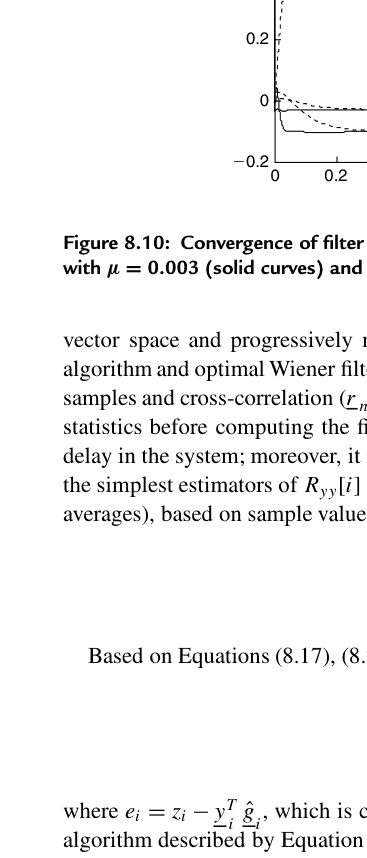 0.2
0
−0.2
0 0.2
Figure 8.10: Convergence of filter
with μ = 0.003 (solid curves) and
vector space and progressively
algorithm and optimal Wiener
samples and cross-correlation (r
statistics before computing the
delay in the system; moreover, it
the simplest estimators of R_yy[i]
averages), based on sample value
Based on Equations (8.17), (8.
where e_i = z_i − y_i^T ĝ_i, which is
algorithm described by Equation